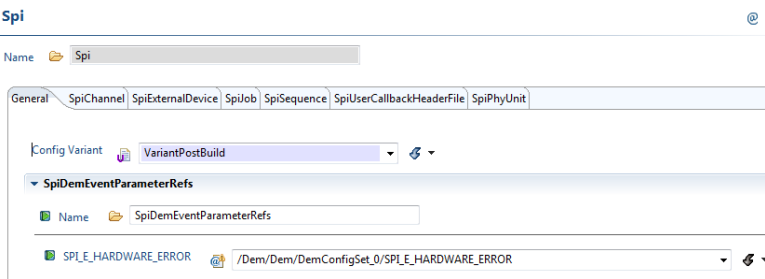 Spi
Name Spi
General SpiChannel SpiExternalDevice SpiJob SpiSequence SpiUserCallbackHeaderFile SpiPhyUnit
Config Variant VariantPostBuild
SpiDemEventParameterRefs
Name SpiDemEventParameterRefs
SPI_E_HARDWARE_ERROR /Dem/Dem/DemConfigSet_0/SPI_E_HARDWARE_ERROR